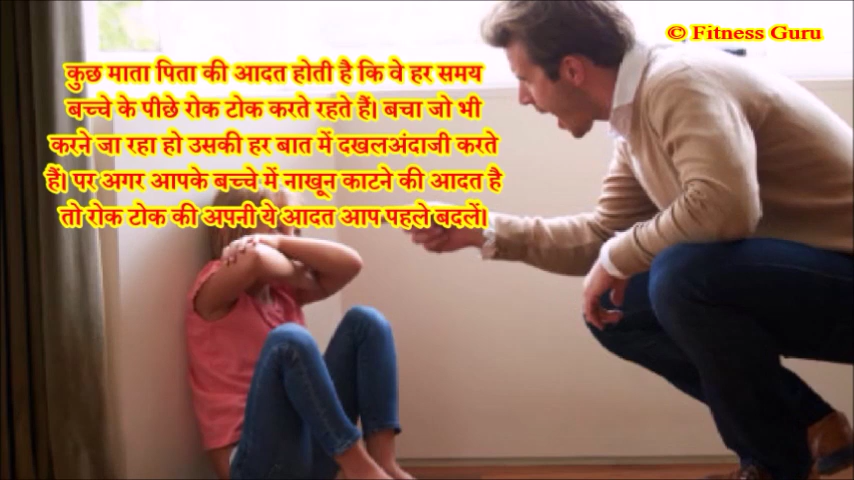 © Fitness Guru
कुछ माता पिता की आदत होती है कि वे हर समय
बच्चे के पीछे रोक टोक करते रहते हैं। बचा जो भी
करने जा रहा हो उसकी हर बात में दखलअंदाजी करते
हैं। पर अगर आपके बच्चे में नाखून काटने की आदत है
तो रोक टोक की अपनी ये आदत आप पहले बदलें।